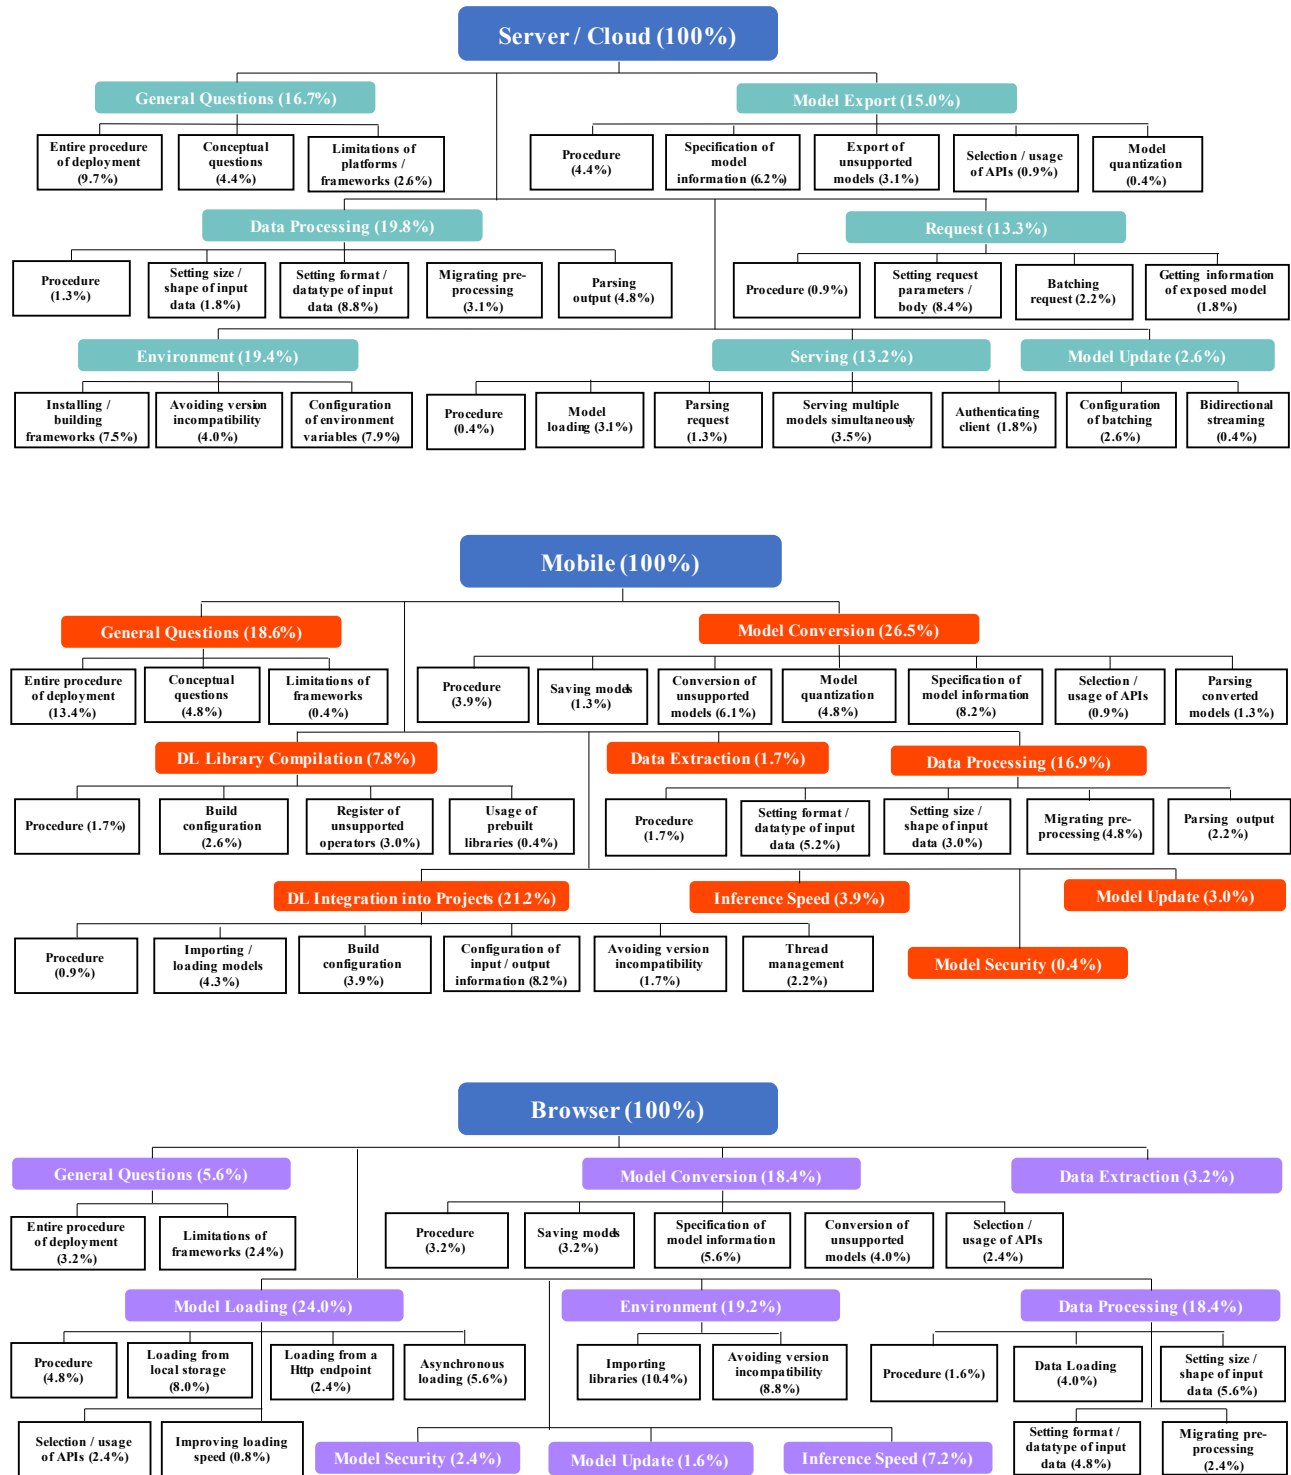 Server / Cloud (100%)
General Questions (16.7%)
Model Export (15.0%)
Entire procedure
of deployment
(9.7%)
Conceptual
questions
(4.4%)
Limitations of
platforms /
frameworks (2.6%)
Procedure
(4.4%)
Specification of
model
information (6.2%)
Export of
unsupported
models (3.1%)
Selection / usage
of APIs (0.9%)
Model
quantization
(0.4%)
Data Processing (19.8%)
Request (13.3%)
Procedure
(1.3%)
Setting size /
shape of input
data (1.8%)
Setting format /
datatype of input
data (8.8%)
Migrating pre-
processing
(3.1%)
Parsing
output (4.8%)
Procedure (0.9%)
Setting request
parameters /
body (8.4%)
Batching
request (2.2%)
Getting information
of exposed model
(1.8%)
Environment (19.4%)
Serving (13.2%)
Model Update (2.6%)
Installing /
building
frameworks (7.5%)
Avoiding version
incompatibility
(4.0%)
Configuration
of environment
variables (7.9%)
Procedure
(0.4%)
Model
loading (3.1%)
Parsing
request
(1.3%)
Serving multiple
models simultaneously
(3.5%)
Authenticating
client (1.8%)
Configuration
of batching
(2.6%)
Bidirectional
streaming
(0.4%)
Mobile (100%)
General Questions (18.6%)
Model Conversion (26.5%)
Entire procedure
of deployment
(13.4%)
Conceptual
questions
(4.8%)
Limitations of
frameworks
(0.4%)
Procedure
(3.9%)
Saving models
(1.3%)
Conversion of
unsupported
models (6.1%)
Model
quantization
(4.8%)
Specification of
model information
(8.2%)
Selection /
usage of APIs
(0.9%)
Parsing
converted
models (1.3%)
DL Library Compilation (7.8%)
Data Extraction (1.7%)
Data Processing (16.9%)
Procedure (1.7%)
Build
configuration
(2.6%)
Register of
unsupported
operators (3.0%)
Usage of
prebuilt
libraries (0.4%)
Procedure
(1.7%)
Setting format /
datatype of input
data (5.2%)
Setting size /
shape of input
data (3.0%)
Migrating pre-
processing (4.8%)
Parsing output
(2.2%)
DL Integration into Projects (21.2%)
Inference Speed (3.9%)
Model Update (3.0%)
Procedure
(0.9%)
Importing /
loading models
(4.3%)
Build
configuration
(3.9%)
Configuration of
input / output
information (8.2%)
Avoiding version
incompatibility
(1.7%)
Thread
management
(2.2%)
Model Security (0.4%)
Browser (100%)
General Questions (5.6%)
Model Conversion (18.4%)
Data Extraction (3.2%)
Entire procedure
of deployment
(3.2%)
Limitations of
frameworks (2.4%)
Procedure
(3.2%)
Saving models
(3.2%)
Specification of
model information
(5.6%)
Conversion of
unsupported
models (4.0%)
Selection /
usage of APIs
(2.4%)
Model Loading (24.0%)
Environment (19.2%)
Data Processing (18.4%)
Procedure
(4.8%)
Loading from
local storage
(8.0%)
Loading from a
Http endpoint
(2.4%)
Asynchronous
loading (5.6%)
Importing
libraries (10.4%)
Avoiding version
incompatibility
(8.8%)
Procedure (1.6%)
Data Loading
(4.0%)
Setting size /
shape of input
data (5.6%)
Selection / usage
of APIs (2.4%)
Improving loading
speed (0.8%)
Model Security (2.4%)
Model Update (1.6%)
Inference Speed (7.2%)
Setting format /
datatype of input
data (4.8%)
Migrating pre-
processing
(2.4%)